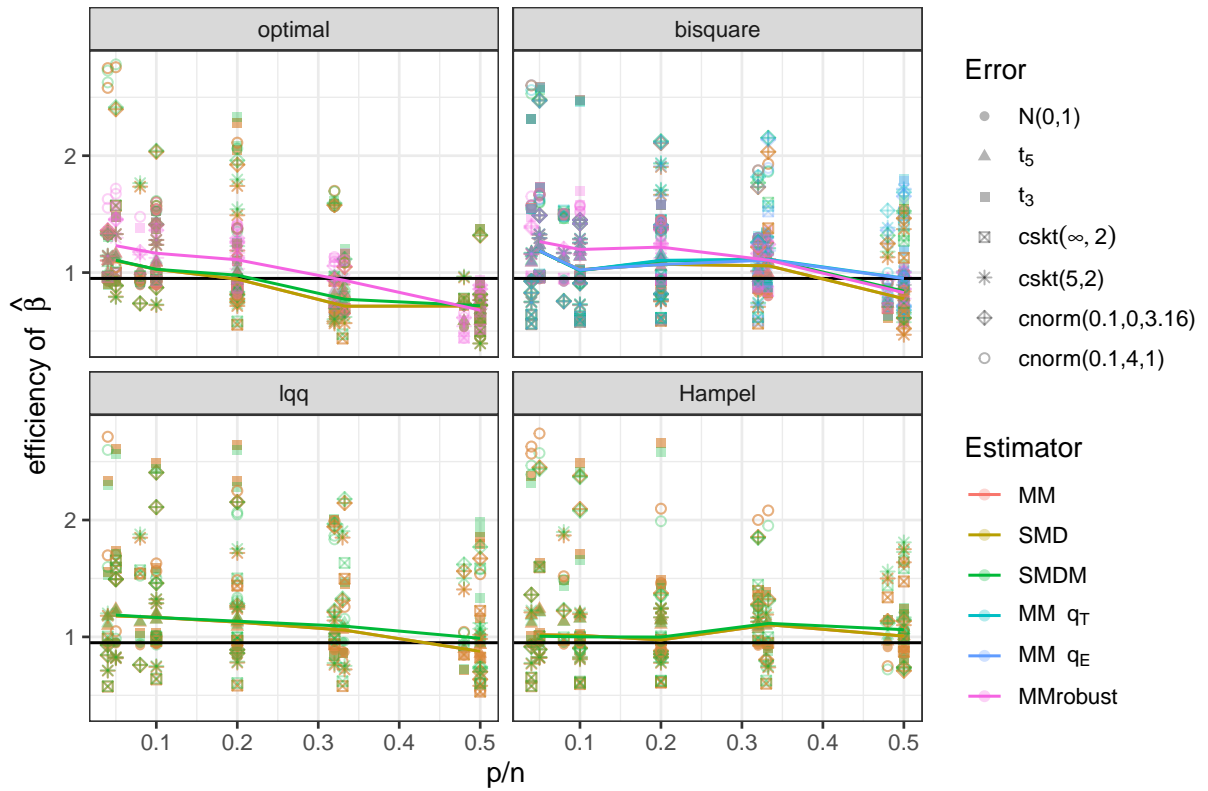 optimal
bisquare
2
1
lqq
Hampel
2
1
0.1 0.2 0.3 0.4 0.5
0.1 0.2 0.3 0.4 0.5
p/n
efficiency of β̂
Error
N(0,1)
t₅
t₃
cskt(∞, 2)
cskt(5,2)
cnorm(0.1,0,3.16)
cnorm(0.1,4,1)
Estimator
MM
SMD
SMDM
MM q_T
MM q_E
MMrobust